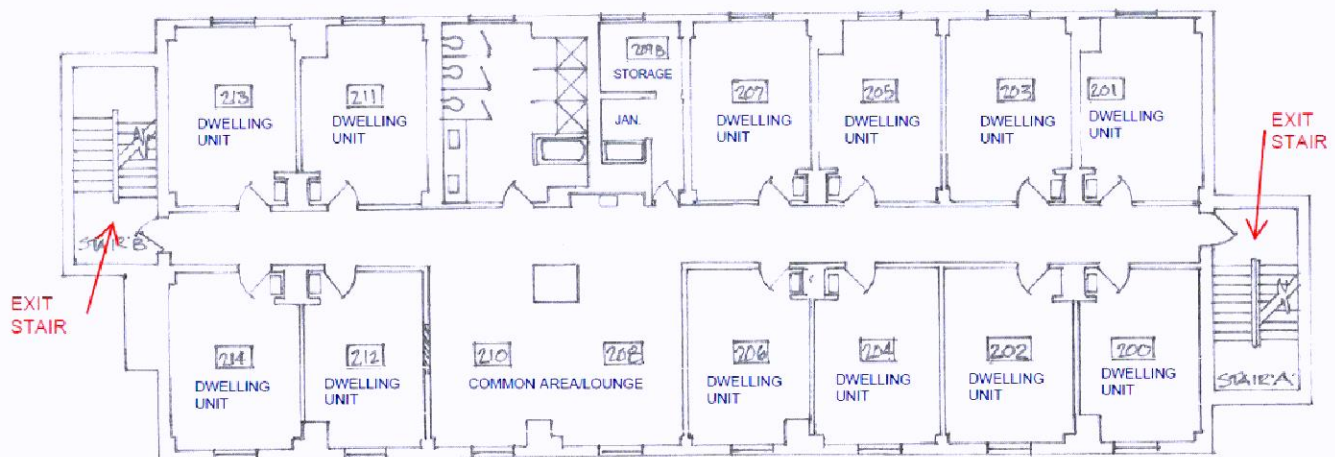 213
DWELLING
UNIT
211
DWELLING
UNIT
209B
STORAGE
JAN.
207
DWELLING
UNIT
205
DWELLING
UNIT
203
DWELLING
UNIT
201
DWELLING
UNIT
EXIT
STAIR
STAIR 'B'
EXIT
STAIR
214
DWELLING
UNIT
212
DWELLING
UNIT
210
208
COMMON AREA/LOUNGE
206
DWELLING
UNIT
204
DWELLING
UNIT
202
DWELLING
UNIT
200
DWELLING
UNIT
STAIR 'A'